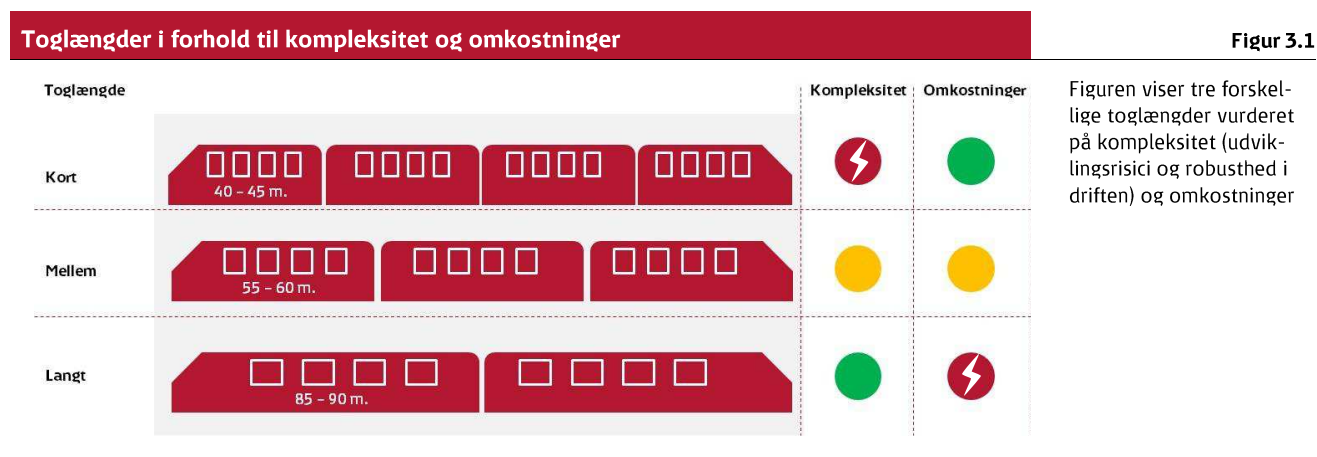 Toglængder i forhold til kompleksitet og omkostninger
Figur 3.1
Toglængde
Kompleksitet
Omkostninger
Kort
40 – 45 m.
Mellem
55 – 60 m.
Langt
85 – 90 m.
Figuren viser tre forskel-
lige toglængder vurderet
på kompleksitet (udvik-
lingsrisici og robusthed i
driften) og omkostninger